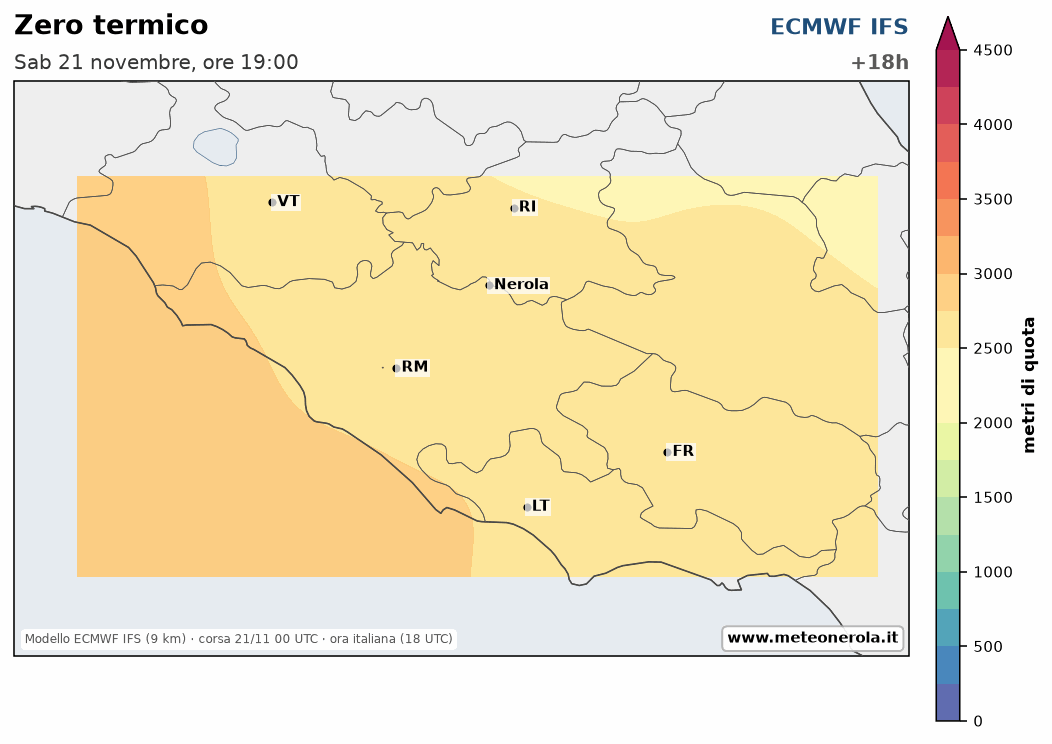 Zero termico
ECMWF IFS
Sab 21 novembre, ore 19:00
+18h
VT
RI
Nerola
RM
FR
LT
4500
4000
3500
3000
2500
2000
1500
1000
500
0
metri di quota
Modello ECMWF IFS (9 km) · corsa 21/11 00 UTC · ora italiana (18 UTC)
www.meteonerola.it